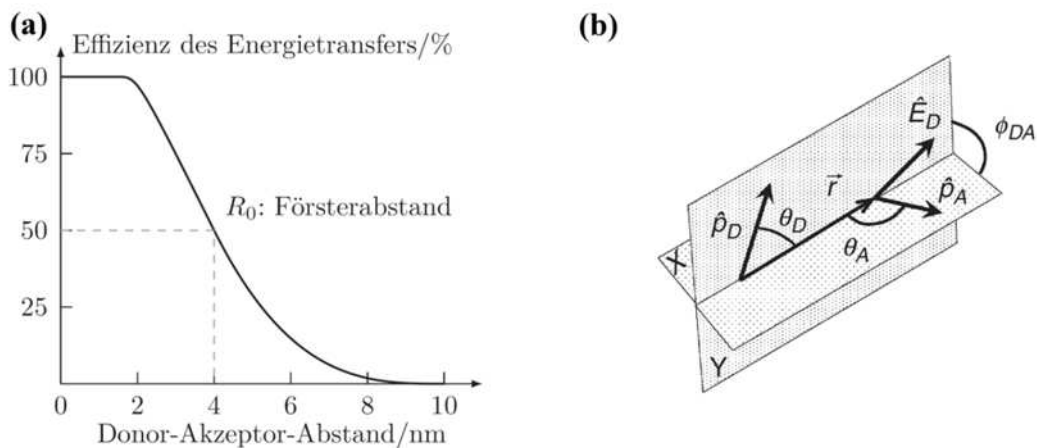 (a)
Effizienz des Energietransfers/%
100
75
50
25
R₀: Försterabstand
0 2 4 6 8 10
Donor-Akzeptor-Abstand/nm
(b)
Ê_D
ϕ_DA
r⃗
p̂_D
θ_D
p̂_A
θ_A
X
Y